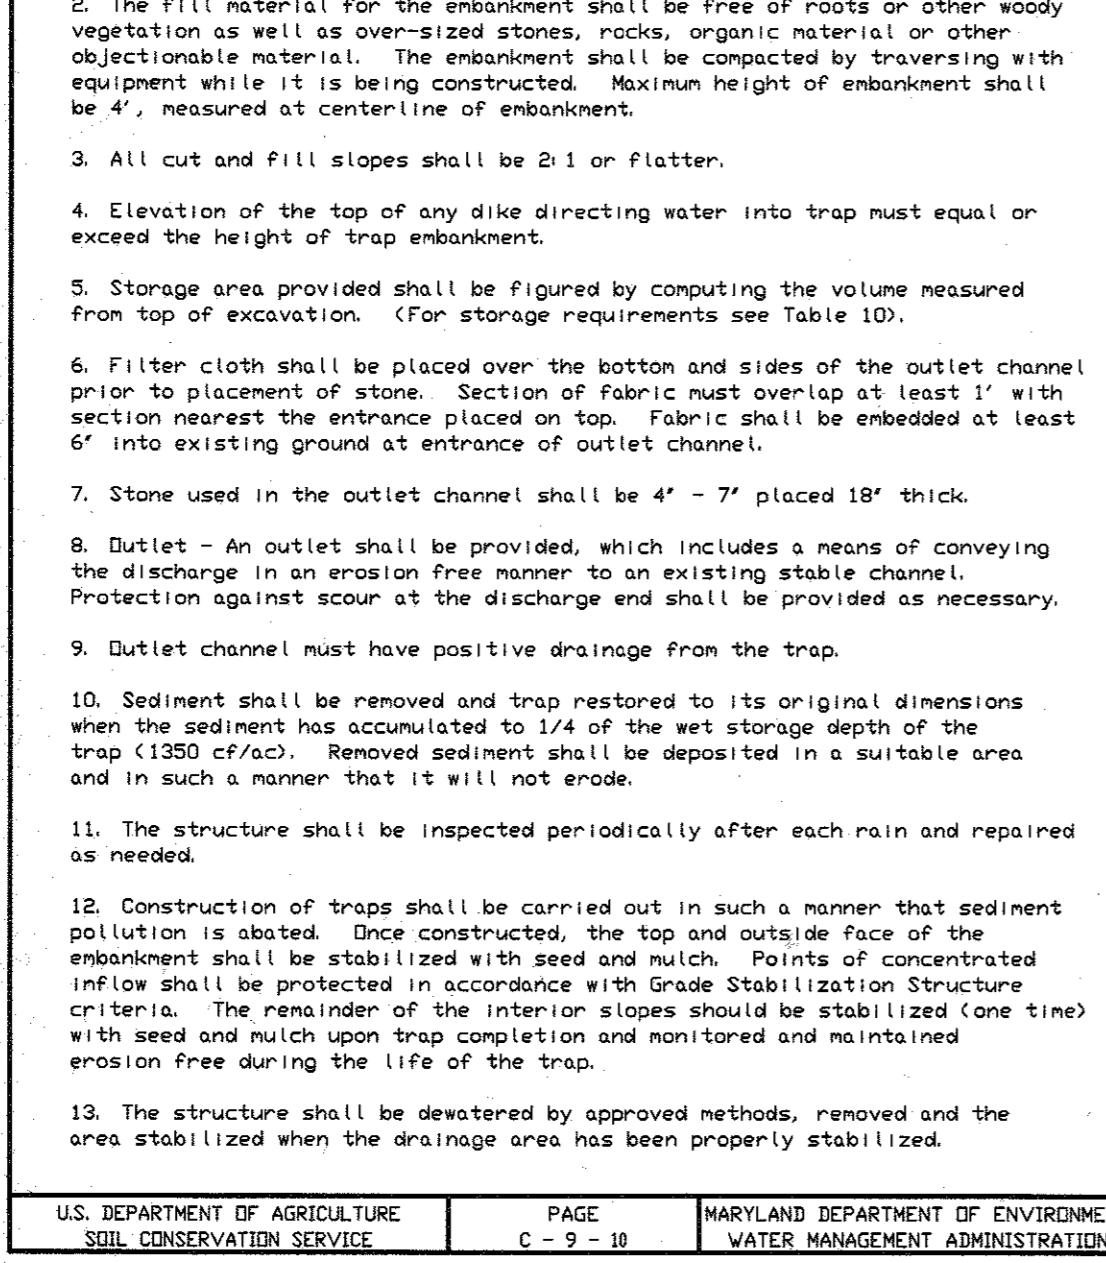 2. The fill material for the embankment shall be free of roots or other woody
vegetation as well as over-sized stones, rocks, organic material or other
objectionable material. The embankment shall be compacted by traversing with
equipment while it is being constructed. Maximum height of embankment shall
be 4', measured at centerline of embankment.
3. All cut and fill slopes shall be 2:1 or flatter.
4. Elevation of the top of any dike directing water into trap must equal or
exceed the height of trap embankment.
5. Storage area provided shall be figured by computing the volume measured
from top of excavation. (For storage requirements see Table 10).
6. Filter cloth shall be placed over the bottom and sides of the outlet channel
prior to placement of stone. Section of fabric must overlap at least 1' with
section nearest the entrance placed on top. Fabric shall be embedded at least
6" into existing ground at entrance of outlet channel.
7. Stone used in the outlet channel shall be 4" - 7" placed 18" thick.
8. Outlet - An outlet shall be provided, which includes a means of conveying
the discharge in an erosion free manner to an existing stable channel.
Protection against scour at the discharge end shall be provided as necessary.
9. Outlet channel must have positive drainage from the trap.
10. Sediment shall be removed and trap restored to its original dimensions
when the sediment has accumulated to 1/4 of the wet storage depth of the
trap (1350 cf/ac). Removed sediment shall be deposited in a suitable area
and in such a manner that it will not erode.
11. The structure shall be inspected periodically after each rain and repaired
as needed.
12. Construction of traps shall be carried out in such a manner that sediment
pollution is abated. Once constructed, the top and outside face of the
embankment shall be stabilized with seed and mulch. Points of concentrated
inflow shall be protected in accordance with Grade Stabilization Structure
criteria. The remainder of the interior slopes should be stabilized (one time)
with seed and mulch upon trap completion and monitored and maintained
erosion free during the life of the trap.
13. The structure shall be dewatered by approved methods, removed and the
area stabilized when the drainage area has been properly stabilized.
U.S. DEPARTMENT OF AGRICULTURE
SOIL CONSERVATION SERVICE
PAGE
C - 9 - 10
MARYLAND DEPARTMENT OF ENVIRONME
WATER MANAGEMENT ADMINISTRATION